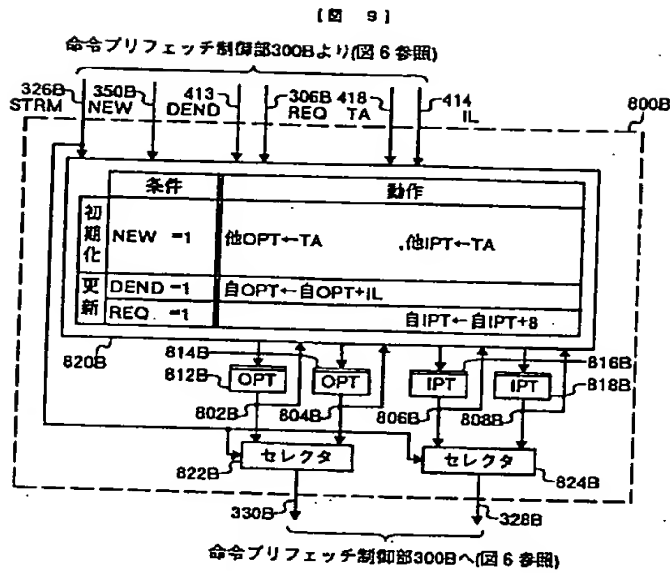 [図 9]
命令プリフェッチ制御部300Bより(図6参照)
326B 350B 413 306B 418 414
STRM NEW DEND REQ TA IL
800B
条件 動作
初期化 NEW =1 他OPT←TA ,他IPT←TA
更新 DEND =1 自OPT←自OPT+IL
REQ =1 自IPT←自IPT+8
820B 814B 816B
812B OPT OPT IPT IPT 818B
802B 804B 806B 808B
822B セレクタ セレクタ 824B
330B 328B
命令プリフェッチ制御部300Bへ(図6参照)